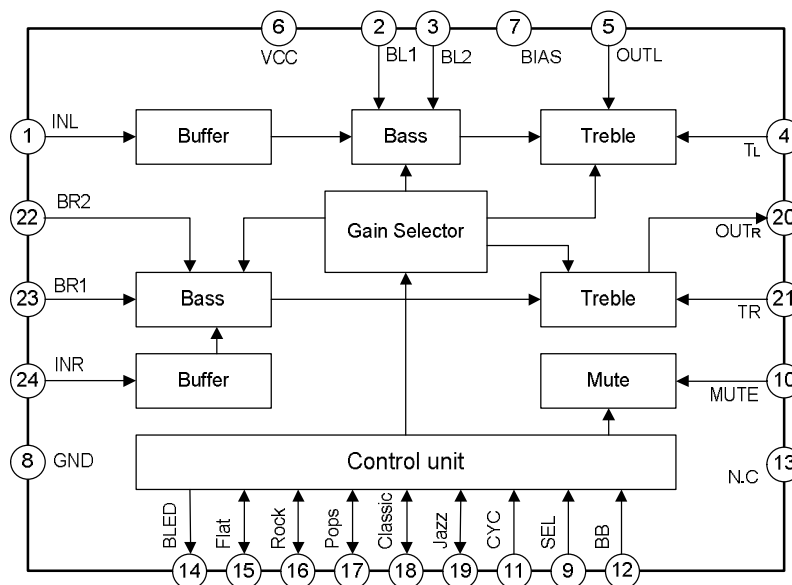 6 2 3 7 5
VCC BL1 BL2 BIAS OUTL
1 INL Buffer Bass Treble TL 4
22 BR2 Gain Selector OUTR 20
23 BR1 Bass Treble TR 21
24 INR Buffer Mute MUTE 10
8 GND Control unit N.C 13
BLED Flat Rock Pops Classic Jazz CYC SEL BB
14 15 16 17 18 19 11 9 12